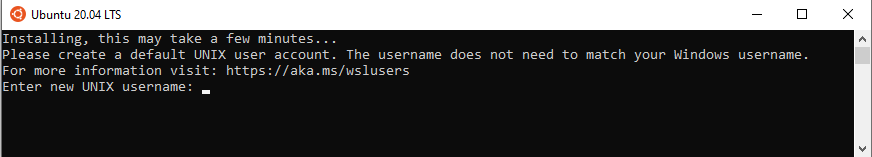 Ubuntu 20.04 LTS
Installing, this may take a few minutes...
Please create a default UNIX user account. The username does not need to match your Windows username.
For more information visit: https://aka.ms/wslusers
Enter new UNIX username: